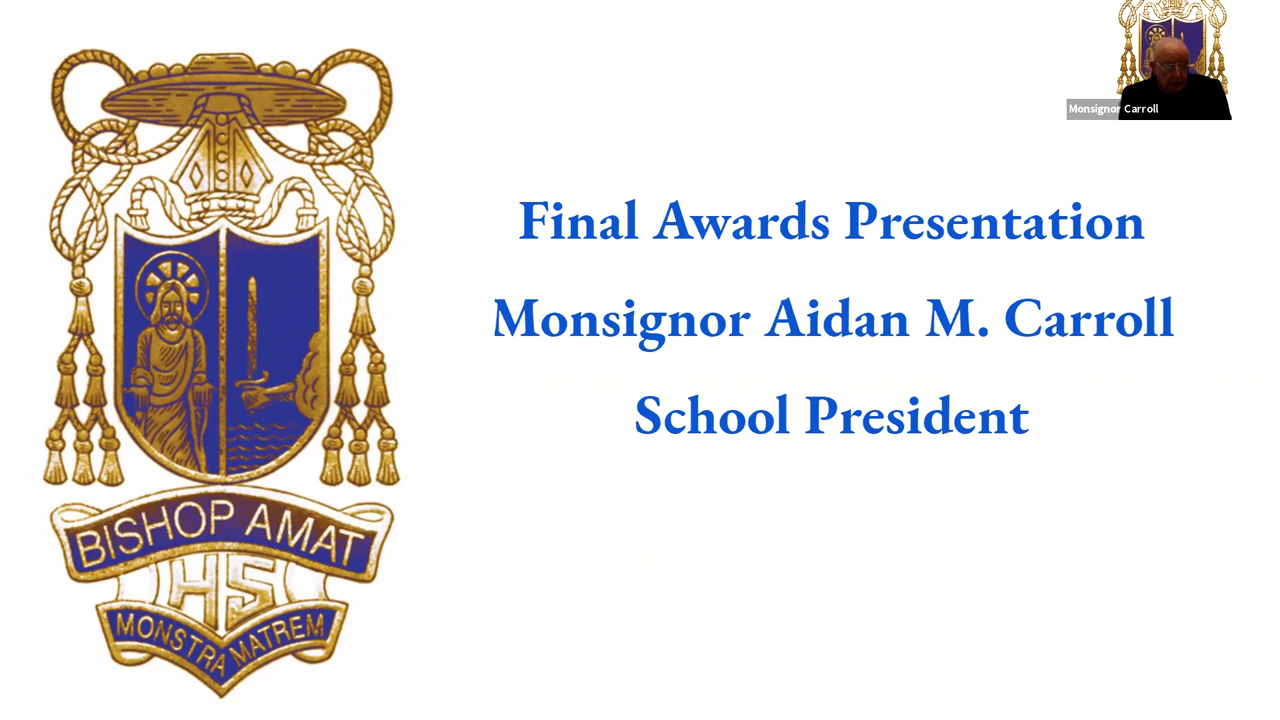 Monsignor Carroll
Final Awards Presentation
Monsignor Aidan M. Carroll
School President
BISHOP AMAT
HS
MONSTRA MATREM